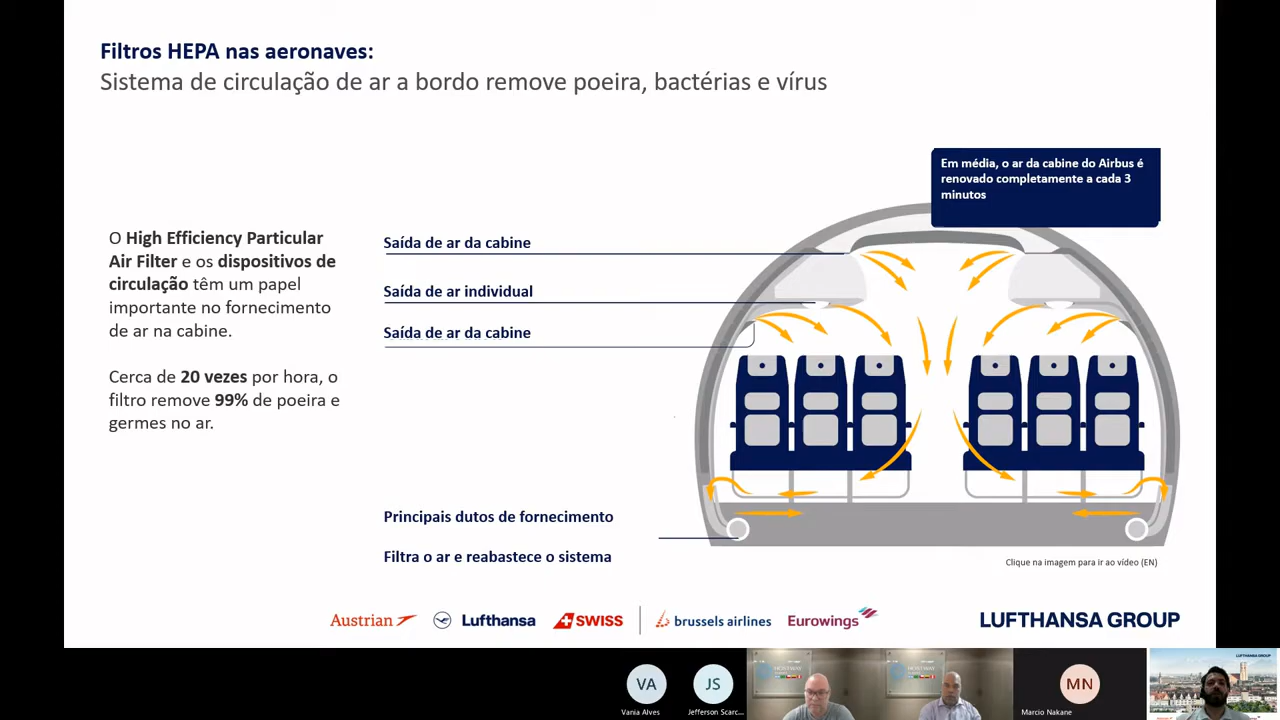 Filtros HEPA nas aeronaves:
Sistema de circulação de ar a bordo remove poeira, bactérias e vírus
Em média, o ar da cabine do Airbus é
renovado completamente a cada 3
minutos
O High Efficiency Particular
Air Filter e os dispositivos de
circulação têm um papel
importante no fornecimento
de ar na cabine.
Cerca de 20 vezes por hora, o
filtro remove 99% de poeira e
germes no ar.
Saída de ar da cabine
Saída de ar individual
Saída de ar da cabine
Principais dutos de fornecimento
Filtra o ar e reabastece o sistema
Clique na imagem para ir ao vídeo (EN)
Austrian
Lufthansa
SWISS
brussels airlines
Eurowings
LUFTHANSA GROUP
VA
Vania Alves
JS
Jefferson Scarc...
MN
Marcio Nakane
LUFTHANSA GROUP